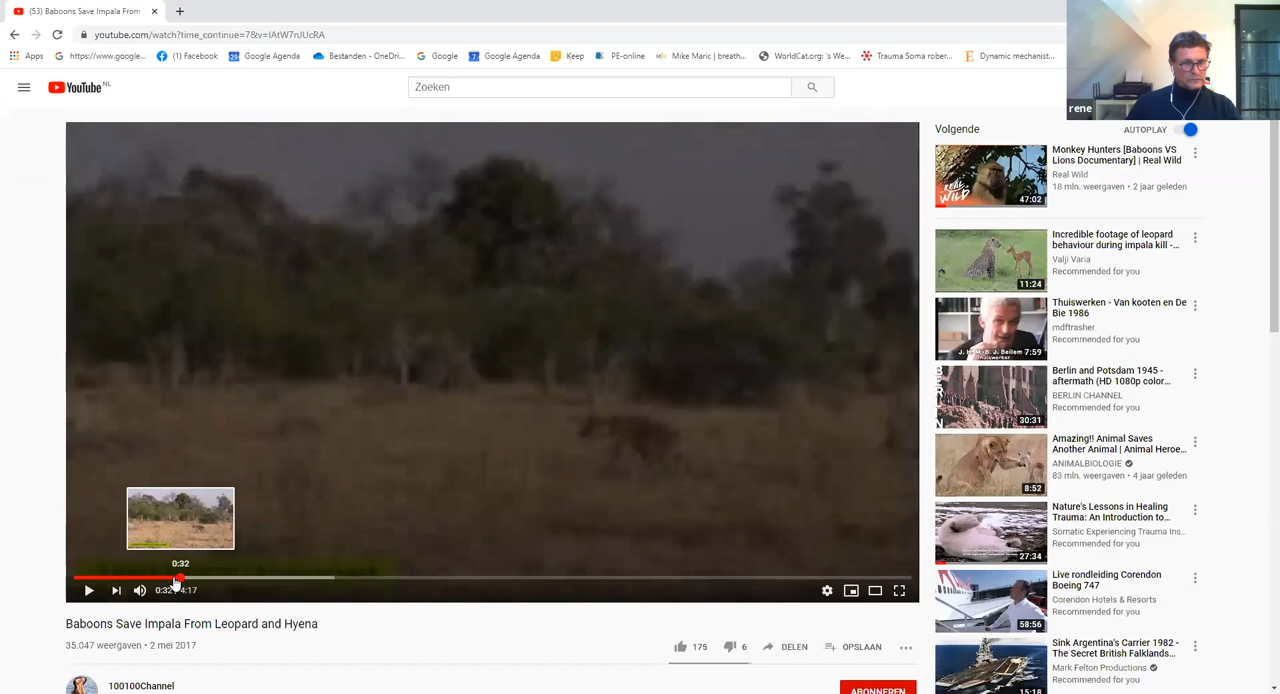 (53) Baboons Save Impala From
youtube.com/watch?time_continue=7&v=IAtW7nJUcRA
Apps
https://www.google...
(1) Facebook
Google Agenda
Bestanden - OneDri...
Google
Google Agenda
Keep
PE-online
Mike Maric | breath...
WorldCat.org: 's We...
Trauma Soma rober...
Dynamic mechanist...
rene
YouTube NL
Zoeken
Volgende
AUTOPLAY
Monkey Hunters [Baboons VS
Lions Documentary] | Real Wild
Real Wild
18 mln. weergaven • 2 jaar geleden
REAL
WILD
47:02
Incredible footage of leopard
behaviour during impala kill -...
Valji Varia
Recommended for you
11:24
Thuiswerken - Van kooten en De
Bie 1986
mdftrasher
Recommended for you
7:59
Berlin and Potsdam 1945 -
aftermath (HD 1080p color...
BERLIN CHANNEL
Recommended for you
30:31
Amazing!! Animal Saves
Another Animal | Animal Heroe...
ANIMALBIOLOGIE
83 mln. weergaven • 4 jaar geleden
8:52
Nature's Lessons in Healing
Trauma: An Introduction to...
Somatic Experiencing Trauma Ins...
Recommended for you
27:34
Live rondleiding Corendon
Boeing 747
Corendon Hotels & Resorts
Recommended for you
58:56
Sink Argentina's Carrier 1982 -
The Secret British Falklands...
Mark Felton Productions
Recommended for you
15:18
0:32
0:32 4:17
Baboons Save Impala From Leopard and Hyena
35.047 weergaven • 2 mei 2017
175
6
DELEN
OPSLAAN
100100Channel
ABONNEREN